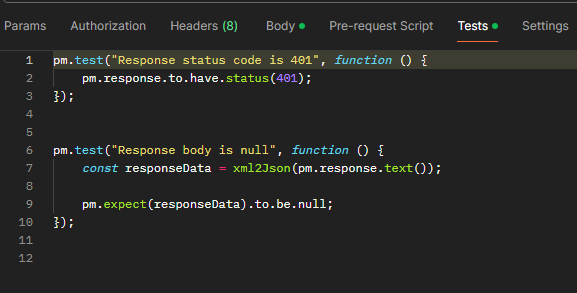 Params Authorization Headers (8) Body Pre-request Script Tests Settings
1 pm.test("Response status code is 401", function () {
2     pm.response.to.have.status(401);
3 });
4
5
6 pm.test("Response body is null", function () {
7     const responseData = xml2Json(pm.response.text());
8
9     pm.expect(responseData).to.be.null;
10 });
11
12